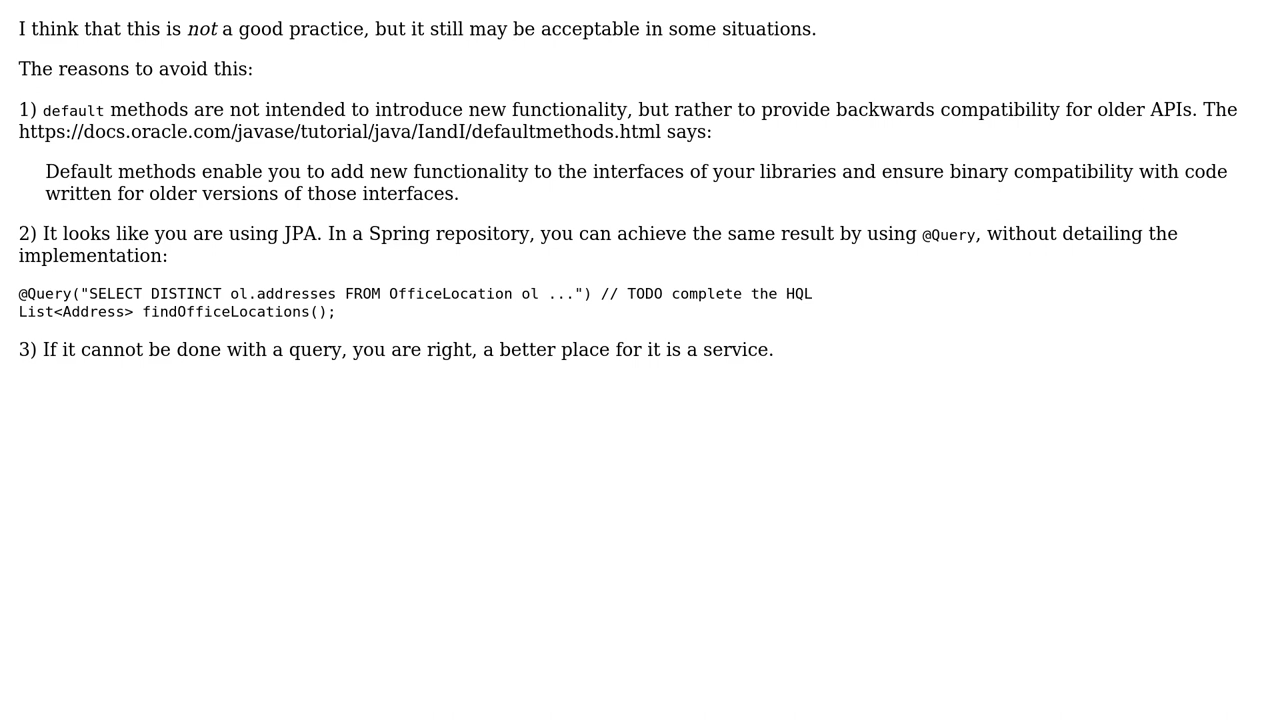 I think that this is not a good practice, but it still may be acceptable in some situations.
The reasons to avoid this:
1) default methods are not intended to introduce new functionality, but rather to provide backwards compatibility for older APIs. The
https://docs.oracle.com/javase/tutorial/java/IandI/defaultmethods.html says:
Default methods enable you to add new functionality to the interfaces of your libraries and ensure binary compatibility with code
written for older versions of those interfaces.
2) It looks like you are using JPA. In a Spring repository, you can achieve the same result by using @Query, without detailing the
implementation:
@Query("SELECT DISTINCT ol.addresses FROM OfficeLocation ol ...") // TODO complete the HQL
List<Address> findOfficeLocations();
3) If it cannot be done with a query, you are right, a better place for it is a service.